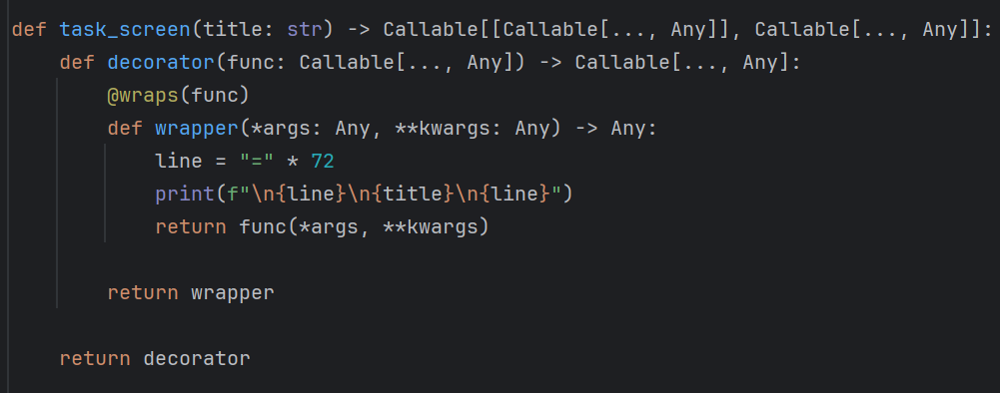 def task_screen(title: str) -> Callable[[Callable[..., Any]], Callable[..., Any]]:
    def decorator(func: Callable[..., Any]) -> Callable[..., Any]:
        @wraps(func)
        def wrapper(*args: Any, **kwargs: Any) -> Any:
            line = "=" * 72
            print(f"\n{line}\n{title}\n{line}")
            return func(*args, **kwargs)

        return wrapper

    return decorator